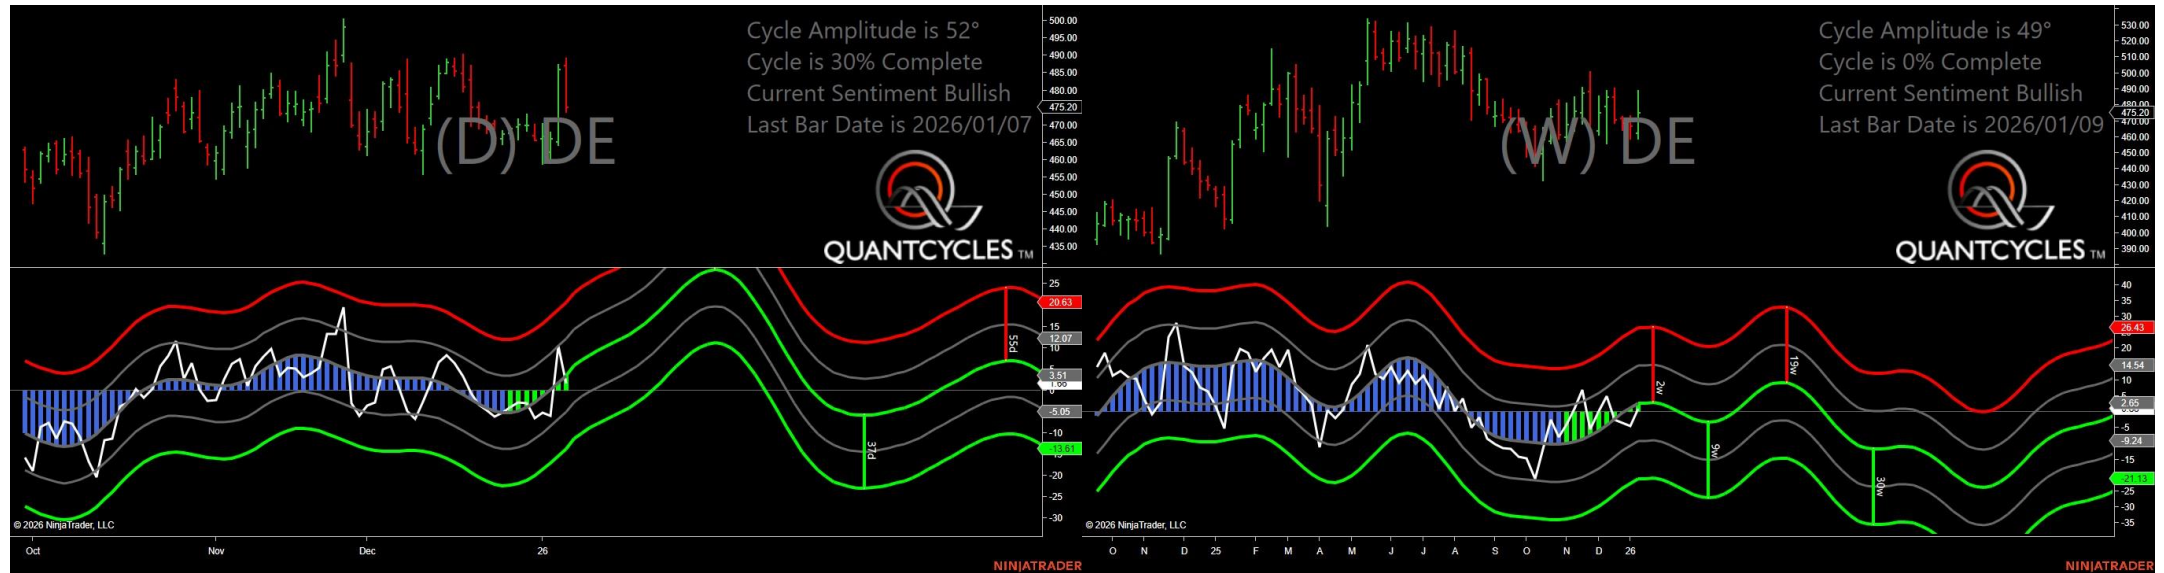 Cycle Amplitude is 52°
Cycle is 30% Complete
Current Sentiment Bullish
Last Bar Date is 2026/01/07
(D) DE
QUANTCYCLES TM
500.00
495.00
490.00
485.00
480.00
475.20
470.00
465.00
460.00
455.00
450.00
445.00
440.00
435.00
25
20.63
15
12.07
10
3.51
-5.05
-10
-13.61
-20
-25
-30
55d
37d
© 2026 NinjaTrader, LLC
Oct
Nov
Dec
26
NINJATRADER
Cycle Amplitude is 49°
Cycle is 0% Complete
Current Sentiment Bullish
Last Bar Date is 2026/01/09
(W) DE
QUANTCYCLES TM
530.00
520.00
510.00
500.00
490.00
480.00
475.20
470.00
460.00
450.00
440.00
430.00
420.00
410.00
400.00
390.00
40
35
30
26.43
20
14.54
10
5
2.65
-5
-9.24
-15
-21.13
-25
-30
-35
2w
19w
9w
30w
© 2026 NinjaTrader, LLC
O
N
D
25
F
M
A
M
J
J
A
S
O
N
D
26
NINJATRADER